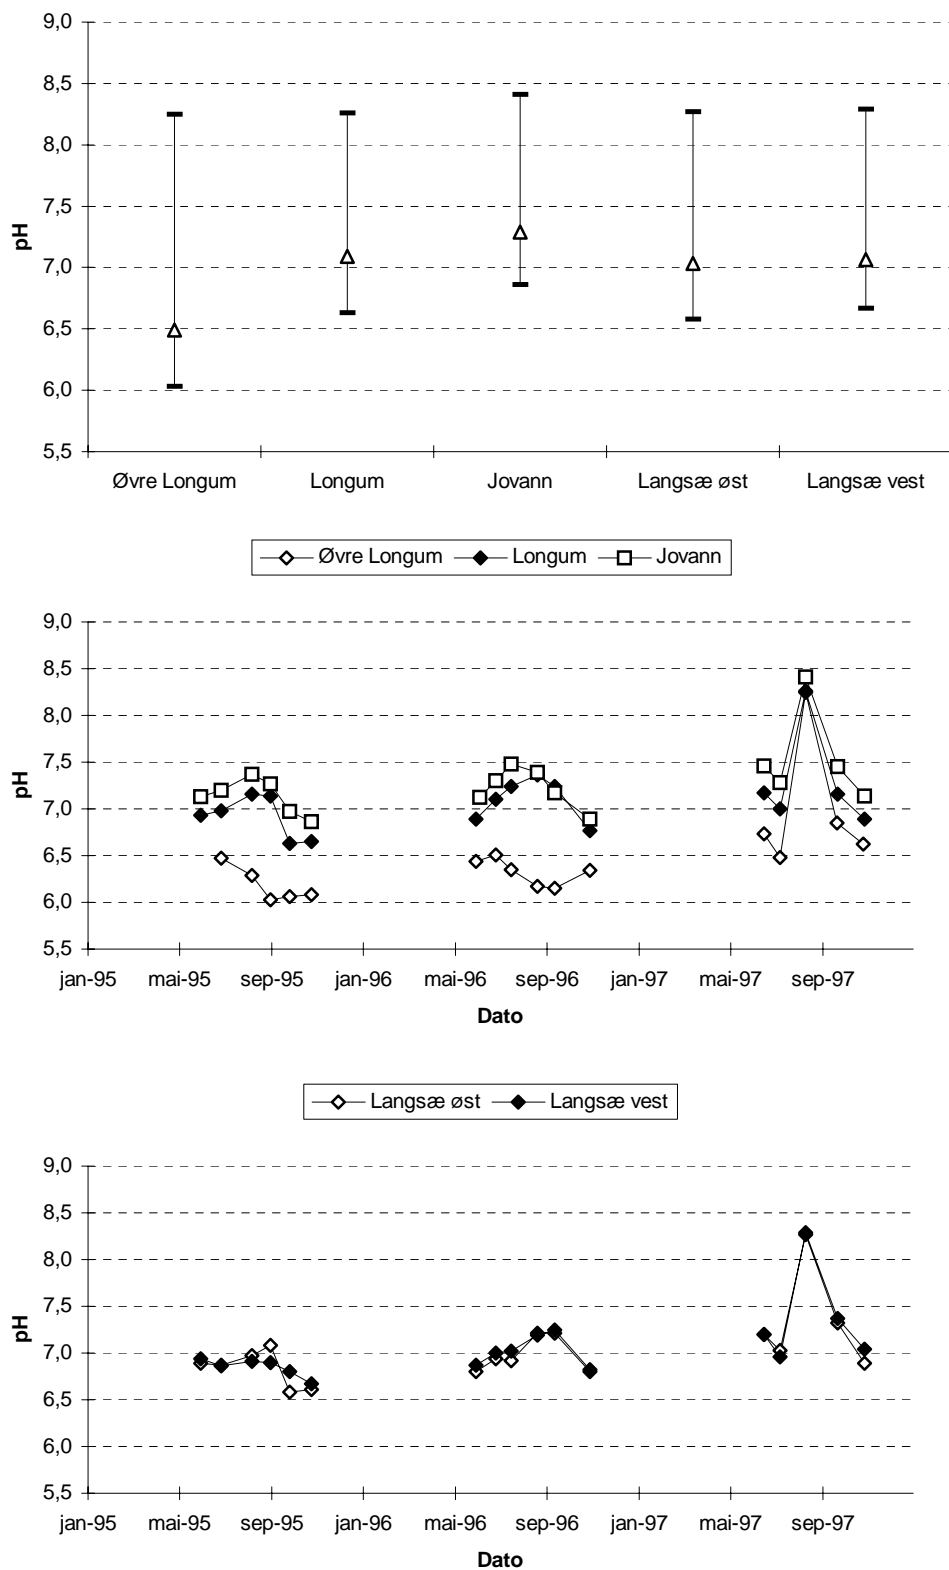 9,0
8,5
8,0
7,5
7,0
6,5
6,0
5,5
pH
Øvre Longum Longum Jovann Langsæ øst Langsæ vest
Øvre Longum Longum Jovann
9,0
8,5
8,0
7,5
7,0
6,5
6,0
5,5
pH
jan-95 mai-95 sep-95 jan-96 mai-96 sep-96 jan-97 mai-97 sep-97
Dato
Langsæ øst Langsæ vest
9,0
8,5
8,0
7,5
7,0
6,5
6,0
5,5
pH
jan-95 mai-95 sep-95 jan-96 mai-96 sep-96 jan-97 mai-97 sep-97
Dato